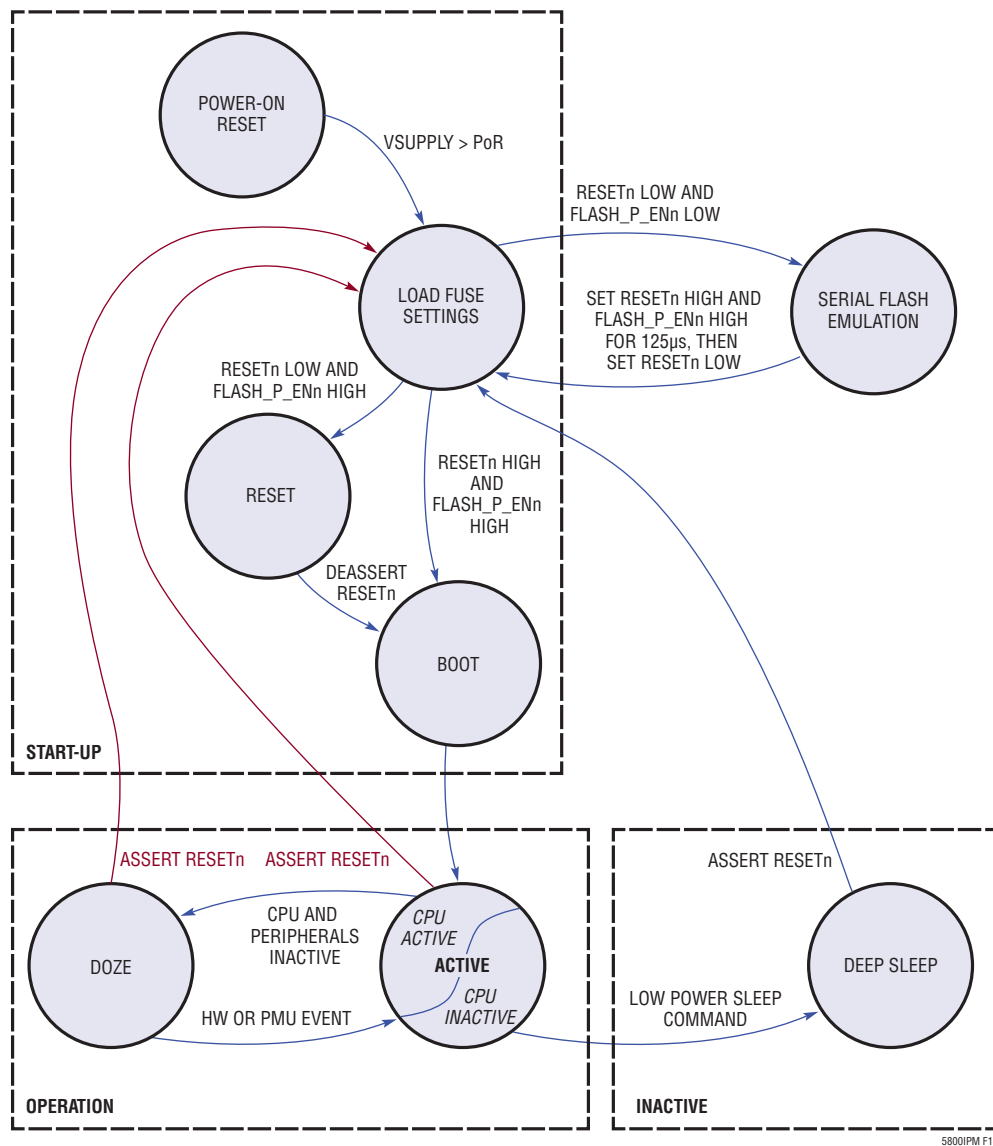 POWER-ON
RESET
VSUPPLY > PoR
RESETn LOW AND
FLASH_P_ENn LOW
LOAD FUSE
SETTINGS
SET RESETn HIGH AND
FLASH_P_ENn HIGH
FOR 125µs, THEN
SET RESETn LOW
SERIAL FLASH
EMULATION
RESETn LOW AND
FLASH_P_ENn HIGH
RESET
RESETn HIGH
AND
FLASH_P_ENn
HIGH
DEASSERT
RESETn
BOOT
START-UP
ASSERT RESETn
ASSERT RESETn
ASSERT RESETn
CPU AND
PERIPHERALS
INACTIVE
DOZE
CPU
ACTIVE
ACTIVE
CPU
INACTIVE
HW OR PMU EVENT
LOW POWER SLEEP
COMMAND
DEEP SLEEP
OPERATION
INACTIVE
5800IPM F1